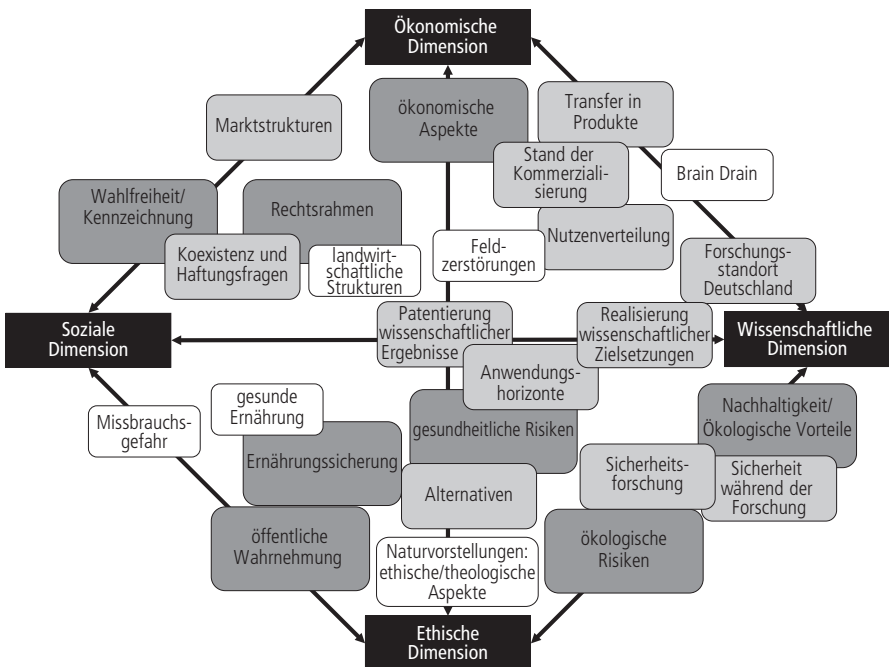 Ökonomische
Dimension
ökonomische
Aspekte
Transfer in
Produkte
Marktstrukturen
Stand der
Kommerziali-
sierung
Brain Drain
Wahlfreiheit/
Kennzeichnung
Rechtsrahmen
Nutzenverteilung
Koexistenz und
Haftungsfragen
landwirt-
schaftliche
Strukturen
Feld-
zerstörungen
Forschungs-
standort
Deutschland
Soziale
Dimension
Patentierung
wissenschaftlicher
Ergebnisse
Realisierung
wissenschaftlicher
Zielsetzungen
Wissenschaftliche
Dimension
Anwendungs-
horizonte
gesunde
Ernährung
Missbrauchs-
gefahr
gesundheitliche Risiken
Nachhaltigkeit/
Ökologische Vorteile
Ernährungssicherung
Sicherheits-
forschung
Sicherheit
während der
Forschung
Alternativen
öffentliche
Wahrnehmung
Naturvorstellungen:
ethische/theologische
Aspekte
ökologische
Risiken
Ethische
Dimension